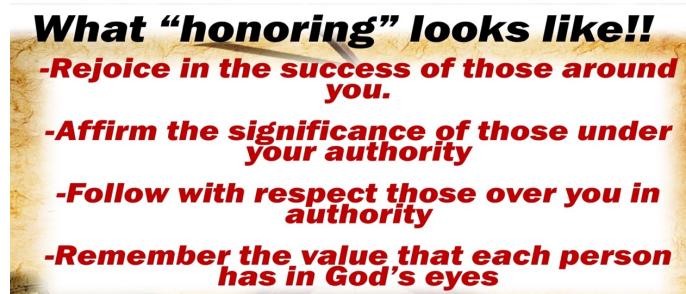 What “honoring” looks like!!
-Rejoice in the success of those around
you.
-Affirm the significance of those under
your authority
-Follow with respect those over you in
authority
-Remember the value that each person
has in God’s eyes